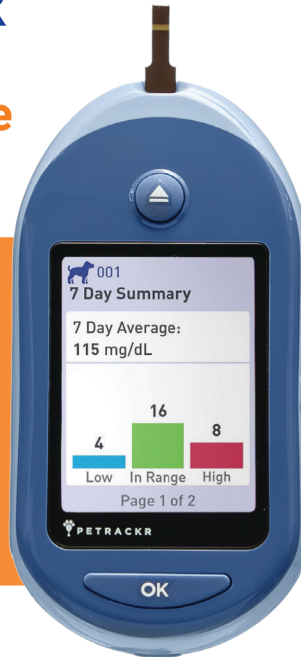 001
7 Day Summary
7 Day Average:
115 mg/dL
16
4
8
Low In Range High
Page 1 of 2
PETRACKR
OK